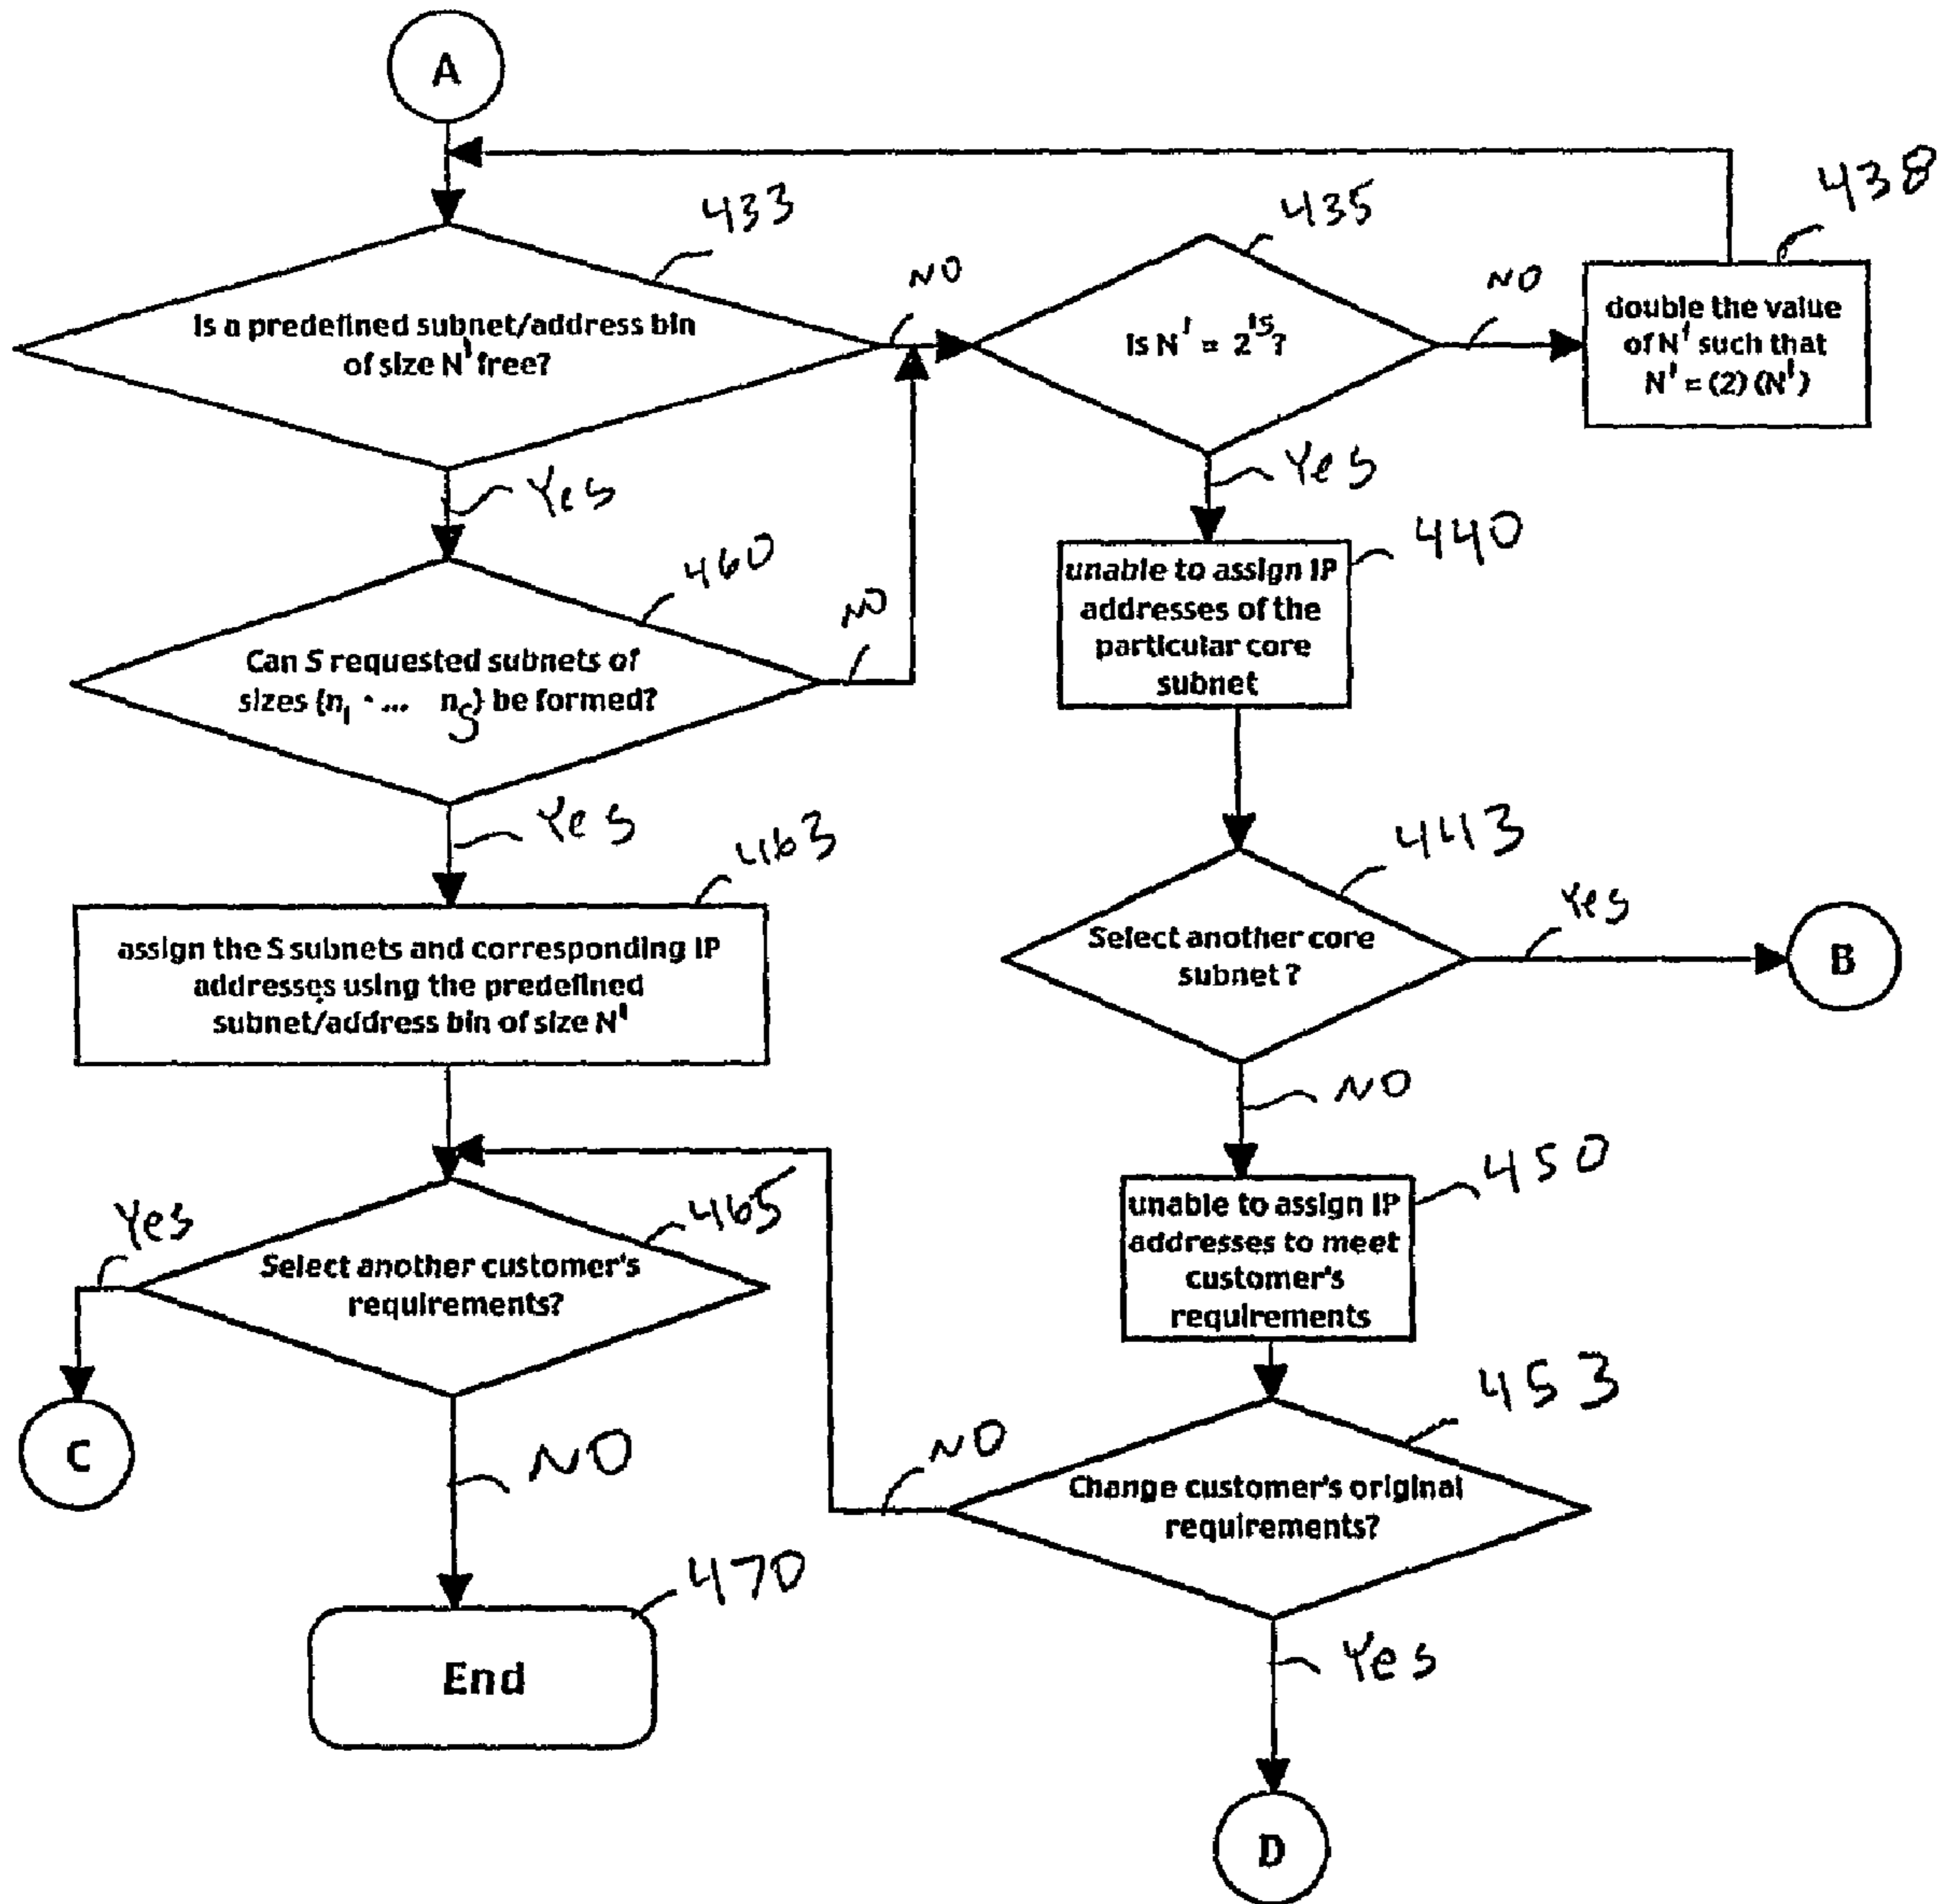 A
433
435
438
NO
NO
Is a predefined subnet/address bin
of size N' free?
Is N' = 2^15?
double the value
of N' such that
N' = (2) (N')
Yes
Yes
460
440
NO
unable to assign IP
addresses of the
particular core
subnet
Can S requested subnets of
sizes {n1 · ... nS} be formed?
Yes
463
443
Yes
assign the S subnets and corresponding IP
addresses using the predefined
subnet/address bin of size N'
Select another core
subnet ?
B
NO
450
465
Yes
Select another customer's
requirements?
unable to assign IP
addresses to meet
customer's
requirements
453
C
NO
NO
Change customer's original
requirements?
470
End
Yes
D